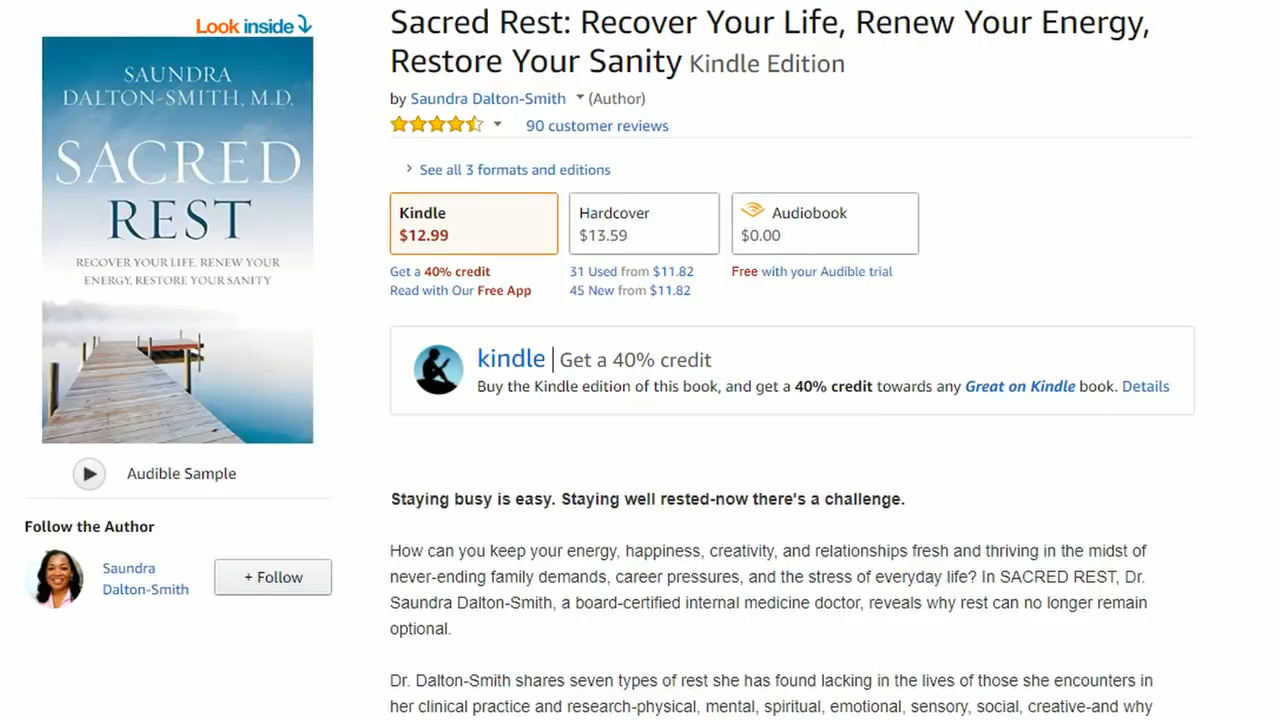 Look inside
SAUNDRA
DALTON-SMITH, M.D.
SACRED
REST
RECOVER YOUR LIFE, RENEW YOUR
ENERGY, RESTORE YOUR SANITY
Audible Sample
Follow the Author
Saundra
Dalton-Smith
+ Follow
Sacred Rest: Recover Your Life, Renew Your Energy,
Restore Your Sanity Kindle Edition
by Saundra Dalton-Smith (Author)
90 customer reviews
See all 3 formats and editions
Kindle
$12.99
Hardcover
$13.59
Audiobook
$0.00
Get a 40% credit
Read with Our Free App
31 Used from $11.82
45 New from $11.82
Free with your Audible trial
kindle | Get a 40% credit
Buy the Kindle edition of this book, and get a 40% credit towards any Great on Kindle book. Details
Staying busy is easy. Staying well rested-now there's a challenge.
How can you keep your energy, happiness, creativity, and relationships fresh and thriving in the midst of
never-ending family demands, career pressures, and the stress of everyday life? In SACRED REST, Dr.
Saundra Dalton-Smith, a board-certified internal medicine doctor, reveals why rest can no longer remain
optional.
Dr. Dalton-Smith shares seven types of rest she has found lacking in the lives of those she encounters in
her clinical practice and research-physical, mental, spiritual, emotional, sensory, social, creative-and why